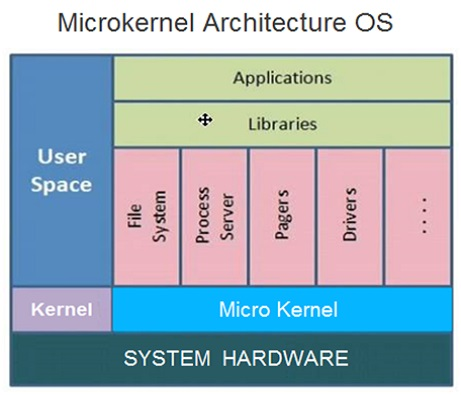 Microkernel Architecture OS
Applications
Libraries
User
Space
File
System
Process
Server
Pagers
Drivers
....
Kernel
Micro Kernel
SYSTEM HARDWARE